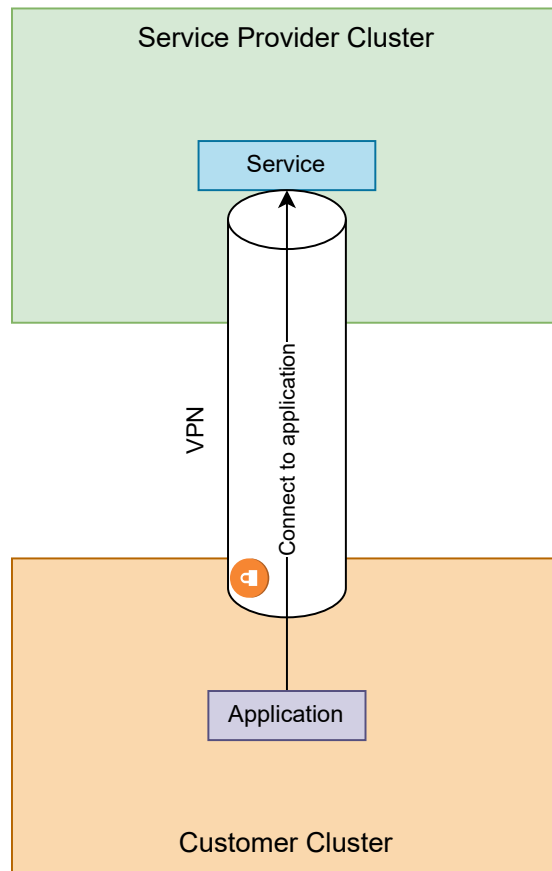 Service Provider Cluster
Service
VPN
Connect to application
Application
Customer Cluster